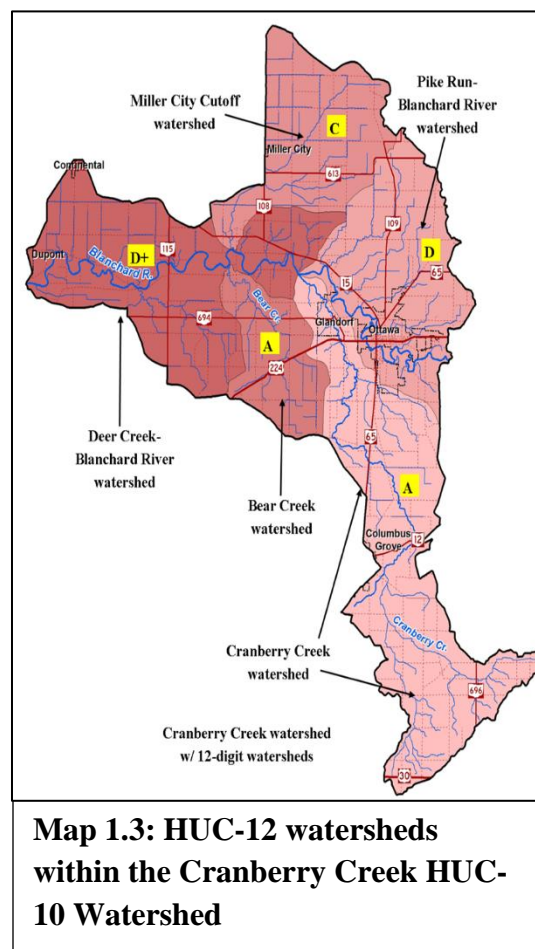 Pike Run-
Blanchard River
watershed
Miller City Cutoff
watershed
C
Miller City
Continental
613
108
109
D+
115
D
Dupont
Blanchard R.
65
15
Bear Cr.
694
Glandorf
Ottawa
A
224
Deer Creek-
Blanchard River
watershed
65
Bear Creek
watershed
A
Columbus
Grove
12
Cranberry Creek
watershed
Cranberry Cr.
696
Cranberry Creek watershed
w/ 12-digit watersheds
30
Map 1.3: HUC-12 watersheds
within the Cranberry Creek HUC-
10 Watershed